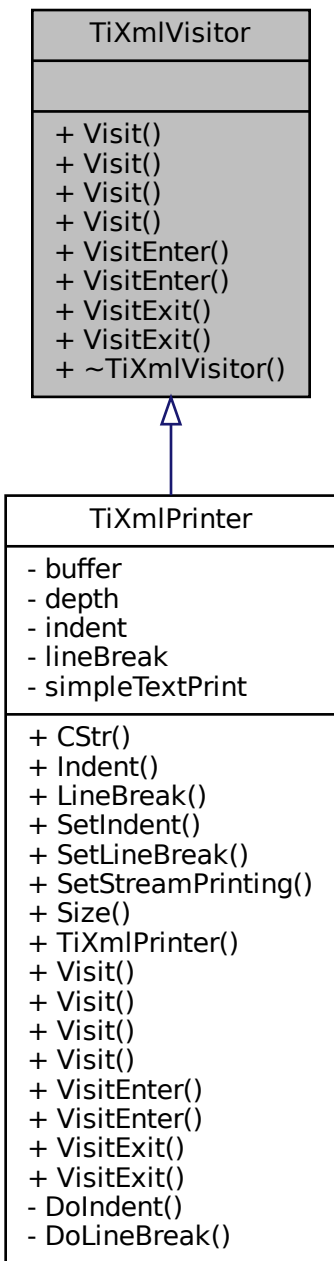 TiXmlVisitor
+ Visit()
+ Visit()
+ Visit()
+ Visit()
+ VisitEnter()
+ VisitEnter()
+ VisitExit()
+ VisitExit()
+ ~TiXmlVisitor()
TiXmlPrinter
- buffer
- depth
- indent
- lineBreak
- simpleTextPrint
+ CStr()
+ Indent()
+ LineBreak()
+ SetIndent()
+ SetLineBreak()
+ SetStreamPrinting()
+ Size()
+ TiXmlPrinter()
+ Visit()
+ Visit()
+ Visit()
+ Visit()
+ VisitEnter()
+ VisitEnter()
+ VisitExit()
+ VisitExit()
- DoIndent()
- DoLineBreak()